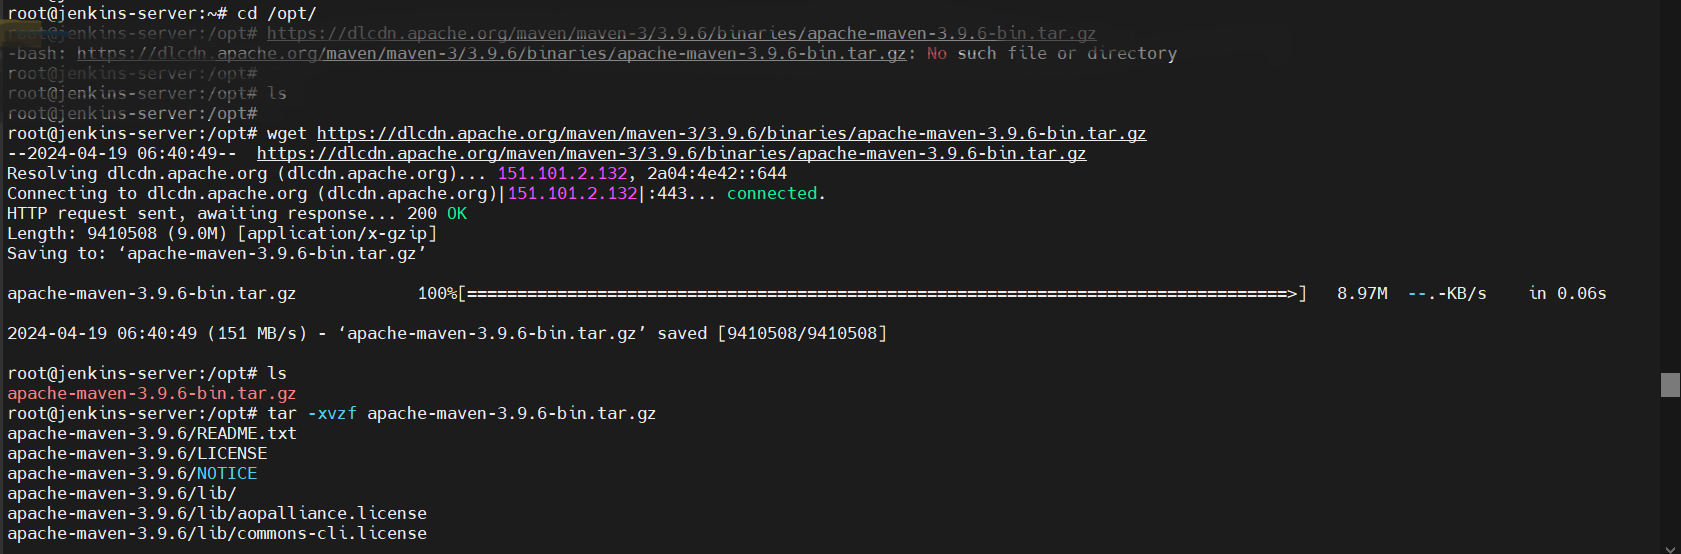 root@jenkins-server:~# cd /opt/
root@jenkins-server:/opt# https://dlcdn.apache.org/maven/maven-3/3.9.6/binaries/apache-maven-3.9.6-bin.tar.gz
-bash: https://dlcdn.apache.org/maven/maven-3/3.9.6/binaries/apache-maven-3.9.6-bin.tar.gz: No such file or directory
root@jenkins-server:/opt#
root@jenkins-server:/opt# ls
root@jenkins-server:/opt#
root@jenkins-server:/opt# wget https://dlcdn.apache.org/maven/maven-3/3.9.6/binaries/apache-maven-3.9.6-bin.tar.gz
--2024-04-19 06:40:49--  https://dlcdn.apache.org/maven/maven-3/3.9.6/binaries/apache-maven-3.9.6-bin.tar.gz
Resolving dlcdn.apache.org (dlcdn.apache.org)... 151.101.2.132, 2a04:4e42::644
Connecting to dlcdn.apache.org (dlcdn.apache.org)|151.101.2.132|:443... connected.
HTTP request sent, awaiting response... 200 OK
Length: 9410508 (9.0M) [application/x-gzip]
Saving to: ‘apache-maven-3.9.6-bin.tar.gz’
apache-maven-3.9.6-bin.tar.gz            100%[==================================================================================>]   8.97M  --.-KB/s    in 0.06s
2024-04-19 06:40:49 (151 MB/s) - ‘apache-maven-3.9.6-bin.tar.gz’ saved [9410508/9410508]
root@jenkins-server:/opt# ls
apache-maven-3.9.6-bin.tar.gz
root@jenkins-server:/opt# tar -xvzf apache-maven-3.9.6-bin.tar.gz
apache-maven-3.9.6/README.txt
apache-maven-3.9.6/LICENSE
apache-maven-3.9.6/NOTICE
apache-maven-3.9.6/lib/
apache-maven-3.9.6/lib/aopalliance.license
apache-maven-3.9.6/lib/commons-cli.license